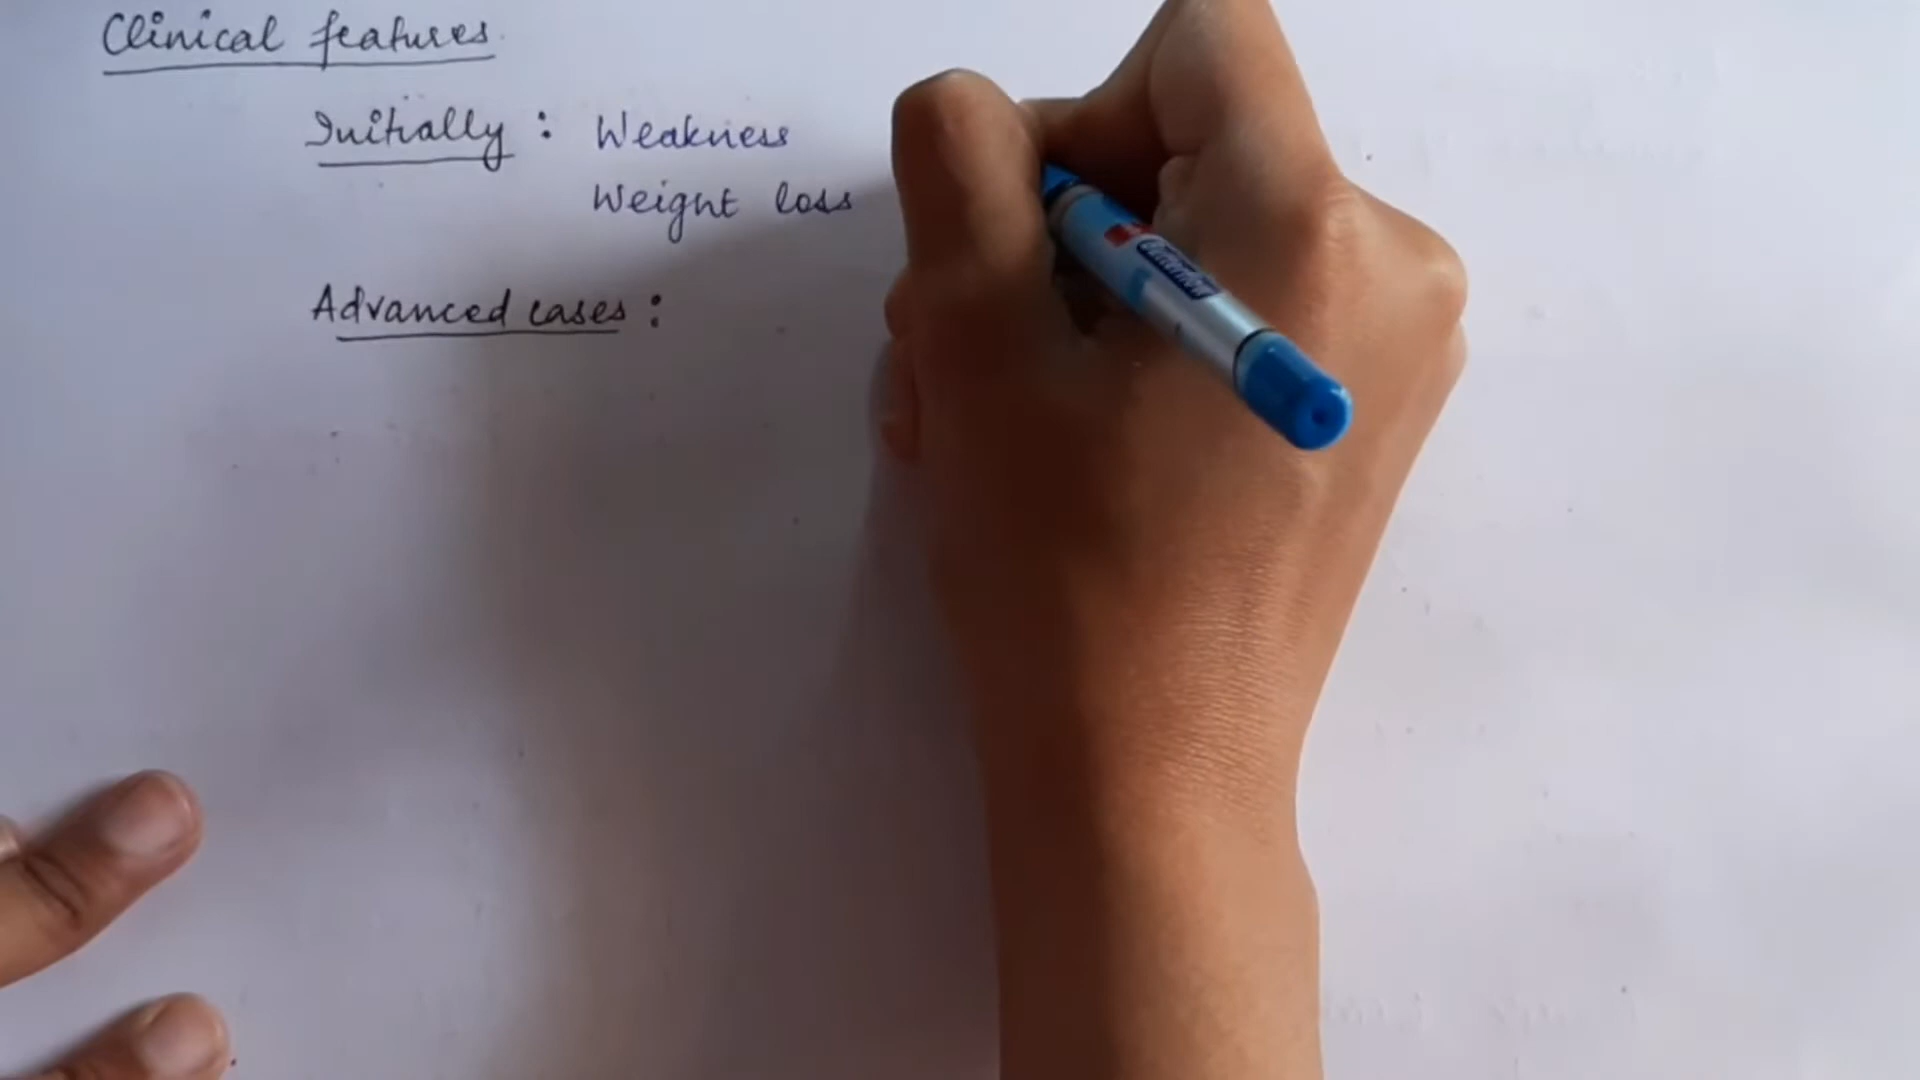 Clinical features
Initially : Weakness
Weight loss
Advanced cases :